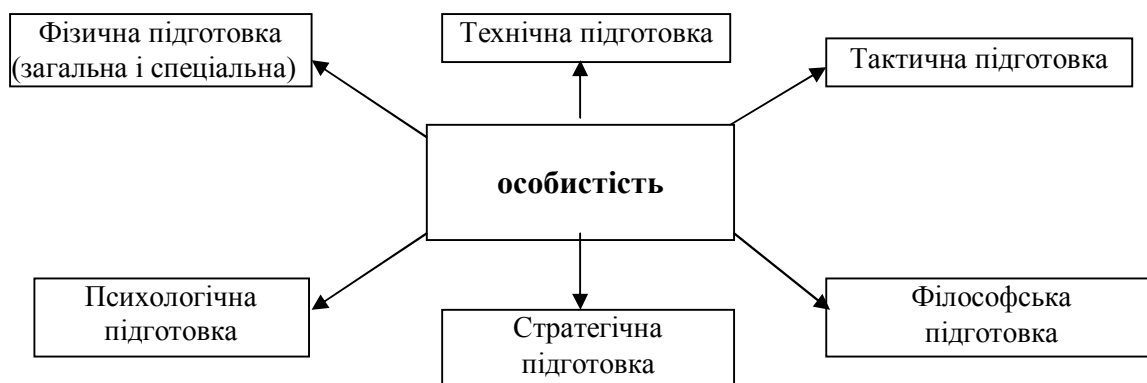 Фізична підготовка
(загальна і спеціальна)
Технічна підготовка
Тактична підготовка
особистість
Психологічна
підготовка
Стратегічна
підготовка
Філософська
підготовка